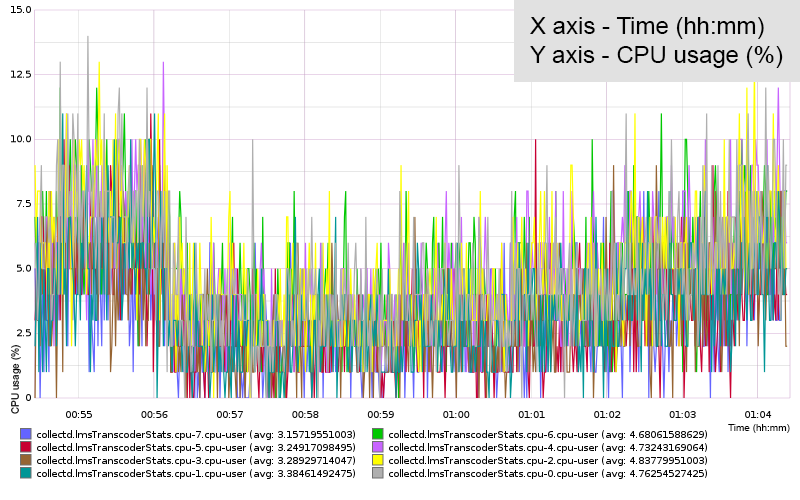 X axis - Time (hh:mm)
Y axis - CPU usage (%)
15.0
12.5
10.0
7.5
5.0
2.5
0
CPU usage (%)
00:55 00:56 00:57 00:58 00:59 01:00 01:01 01:02 01:03 01:04
Time (hh:mm)
collectd.lmsTranscoderStats.cpu-7.cpu-user (avg: 3.15719551003) collectd.lmsTranscoderStats.cpu-6.cpu-user (avg: 4.68061588629)
collectd.lmsTranscoderStats.cpu-5.cpu-user (avg: 3.24917098495) collectd.lmsTranscoderStats.cpu-4.cpu-user (avg: 4.73243169064)
collectd.lmsTranscoderStats.cpu-3.cpu-user (avg: 3.28929714047) collectd.lmsTranscoderStats.cpu-2.cpu-user (avg: 4.83779951003)
collectd.lmsTranscoderStats.cpu-1.cpu-user (avg: 3.38461492475) collectd.lmsTranscoderStats.cpu-0.cpu-user (avg: 4.76254527425)